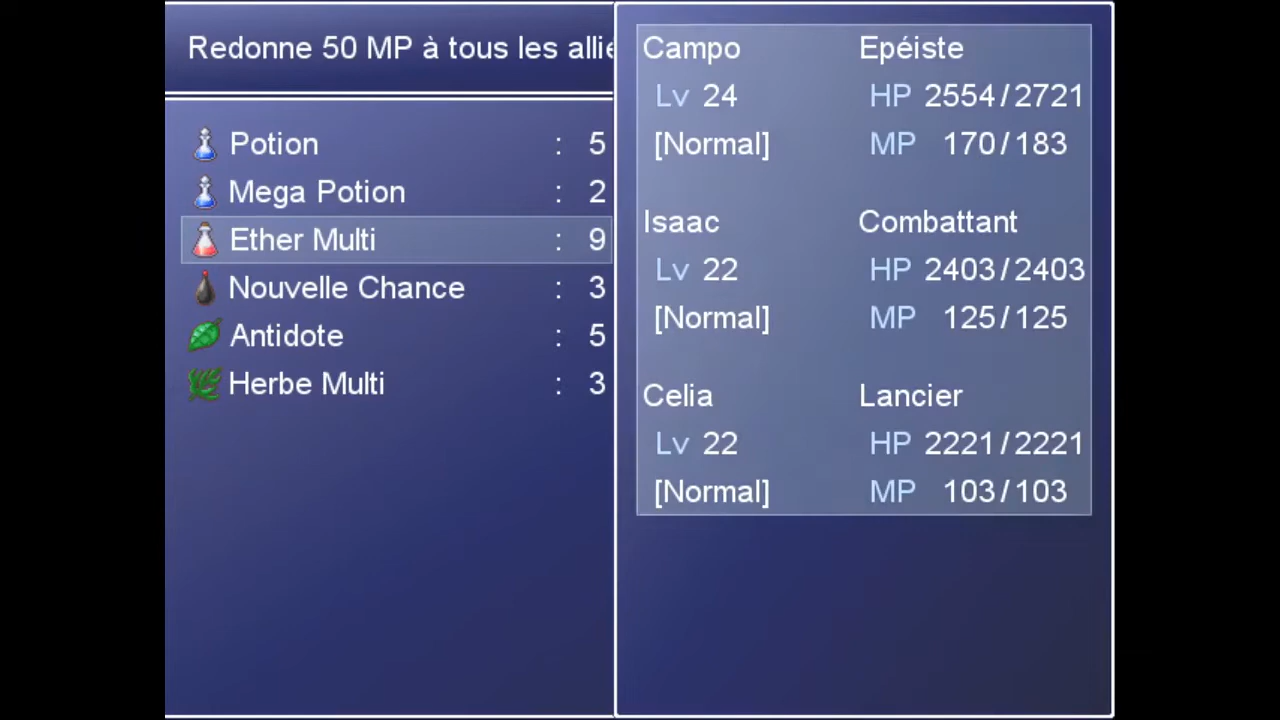 Redonne 50 MP à tous les allié
Potion : 5
Mega Potion : 2
Ether Multi : 9
Nouvelle Chance : 3
Antidote : 5
Herbe Multi : 3
Campo Epéiste
Lv 24 HP 2554/2721
[Normal] MP 170/183
Isaac Combattant
Lv 22 HP 2403/2403
[Normal] MP 125/125
Celia Lancier
Lv 22 HP 2221/2221
[Normal] MP 103/103